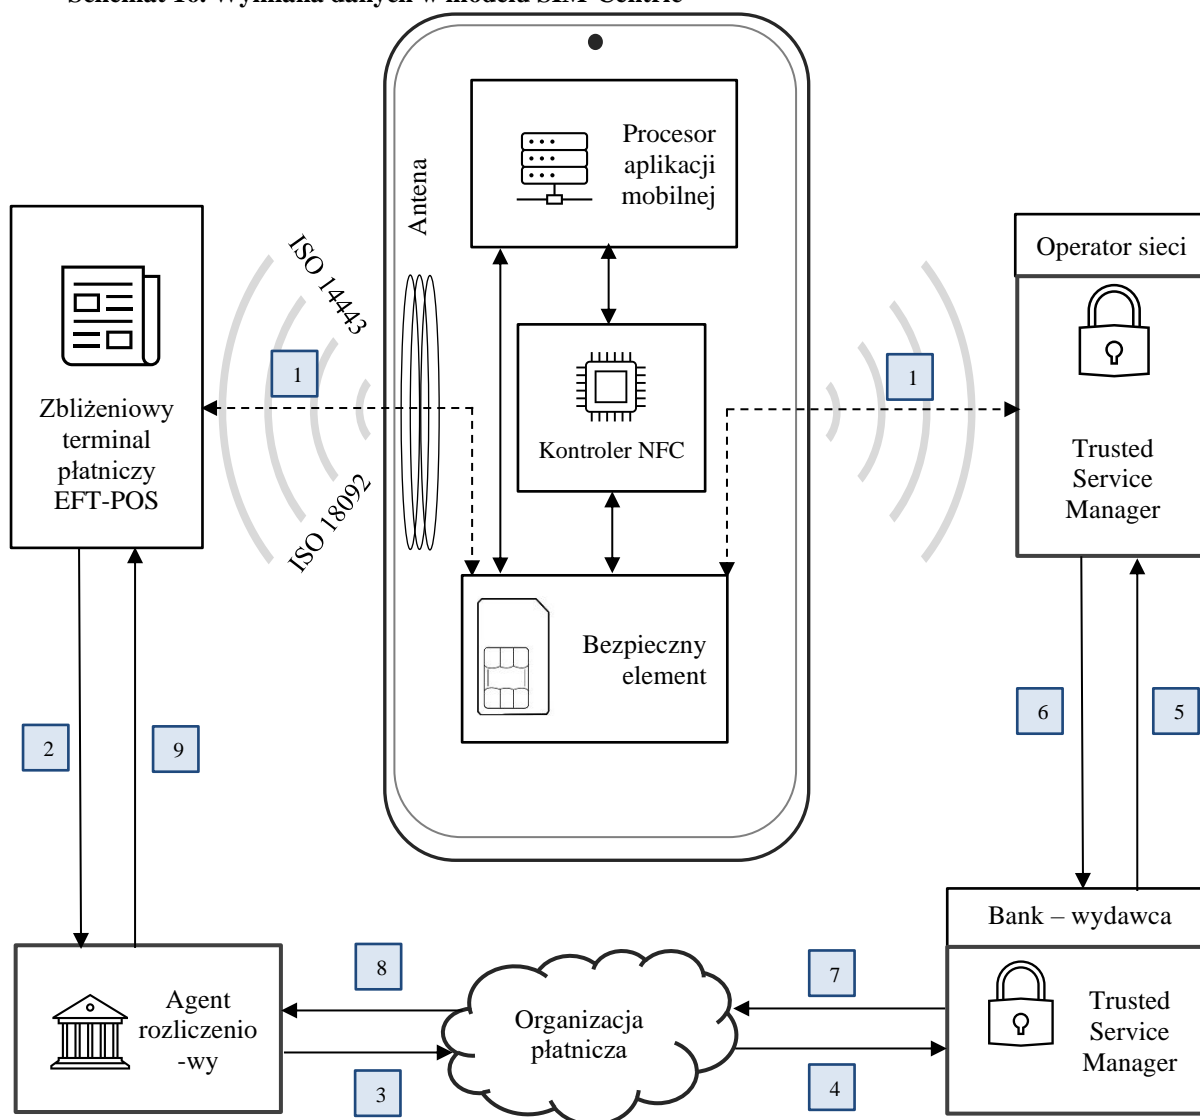 Schemat 16. Wymiana danych w modelu SIM-Centric
Procesor
aplikacji
mobilnej
Antena
ISO 14443
ISO 18092
1
1
Operator sieci
Zbliżeniowy
terminal
płatniczy
EFT-POS
Kontroler NFC
Trusted
Service
Manager
Bezpieczny
element
2
9
6
5
Bank – wydawca
8
7
Agent
rozliczenio
-wy
Organizacja
płatnicza
Trusted
Service
Manager
3
4